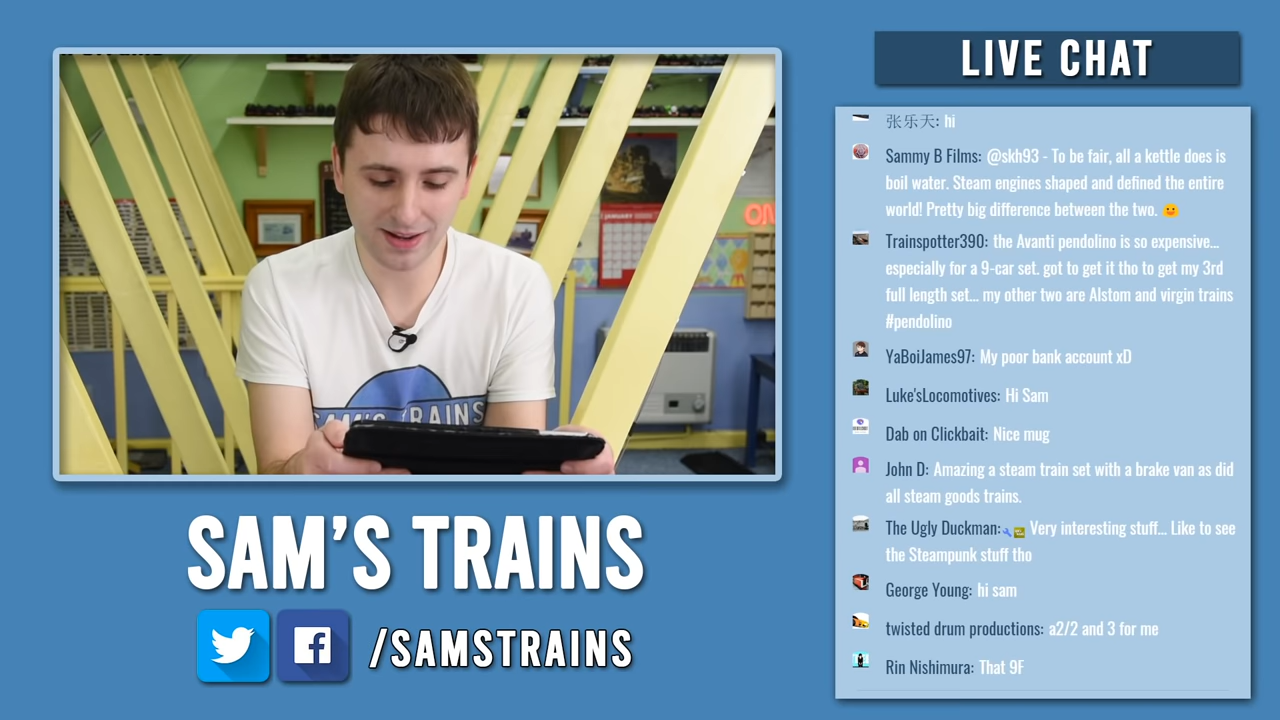 SAM'S TRAINS
ON
JANUARY
SAM'S TRAINS
/SAMSTRAINS
LIVE CHAT
张乐天: hi
Sammy B Films: @skh93 - To be fair, all a kettle does is
boil water. Steam engines shaped and defined the entire
world! Pretty big difference between the two. 🙂
Trainspotter390: the Avanti pendolino is so expensive...
especially for a 9-car set. got to get it tho to get my 3rd
full length set... my other two are Alstom and virgin trains
#pendolino
YaBoiJames97: My poor bank account xD
Luke'sLocomotives: Hi Sam
Dab on Clickbait: Nice mug
John D: Amazing a steam train set with a brake van as did
all steam goods trains.
The Ugly Duckman: Very interesting stuff... Like to see
the Steampunk stuff tho
George Young: hi sam
twisted drum productions: a2/2 and 3 for me
Rin Nishimura: That 9F